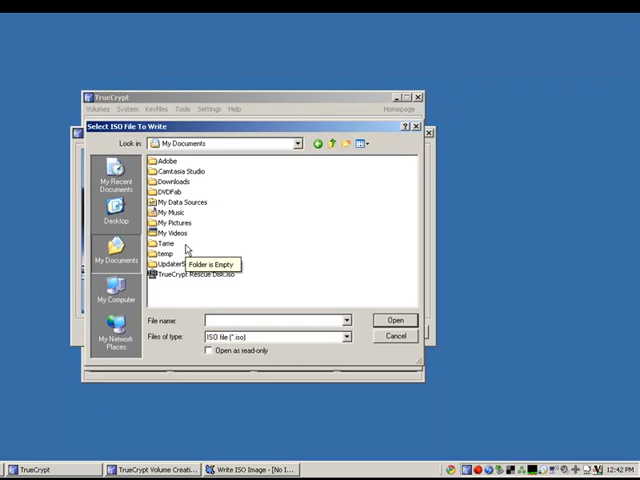 TrueCrypt
Volumes System Keyfiles Tools Settings Help Homepage
Select ISO File To Write
Look in: My Documents
Adobe
Camtasia Studio
Downloads
DVDFab
My Data Sources
My Music
My Pictures
My Videos
Tame
temp
Updater5
TrueCrypt Rescue Disk.iso
Folder is Empty
My Recent
Documents
Desktop
My Documents
My Computer
My Network
Places
File name:
Open
Files of type: ISO file (*.iso)
Cancel
Open as read-only
TrueCrypt
TrueCrypt Volume Creati...
Write ISO Image - [No I...
12:42 PM